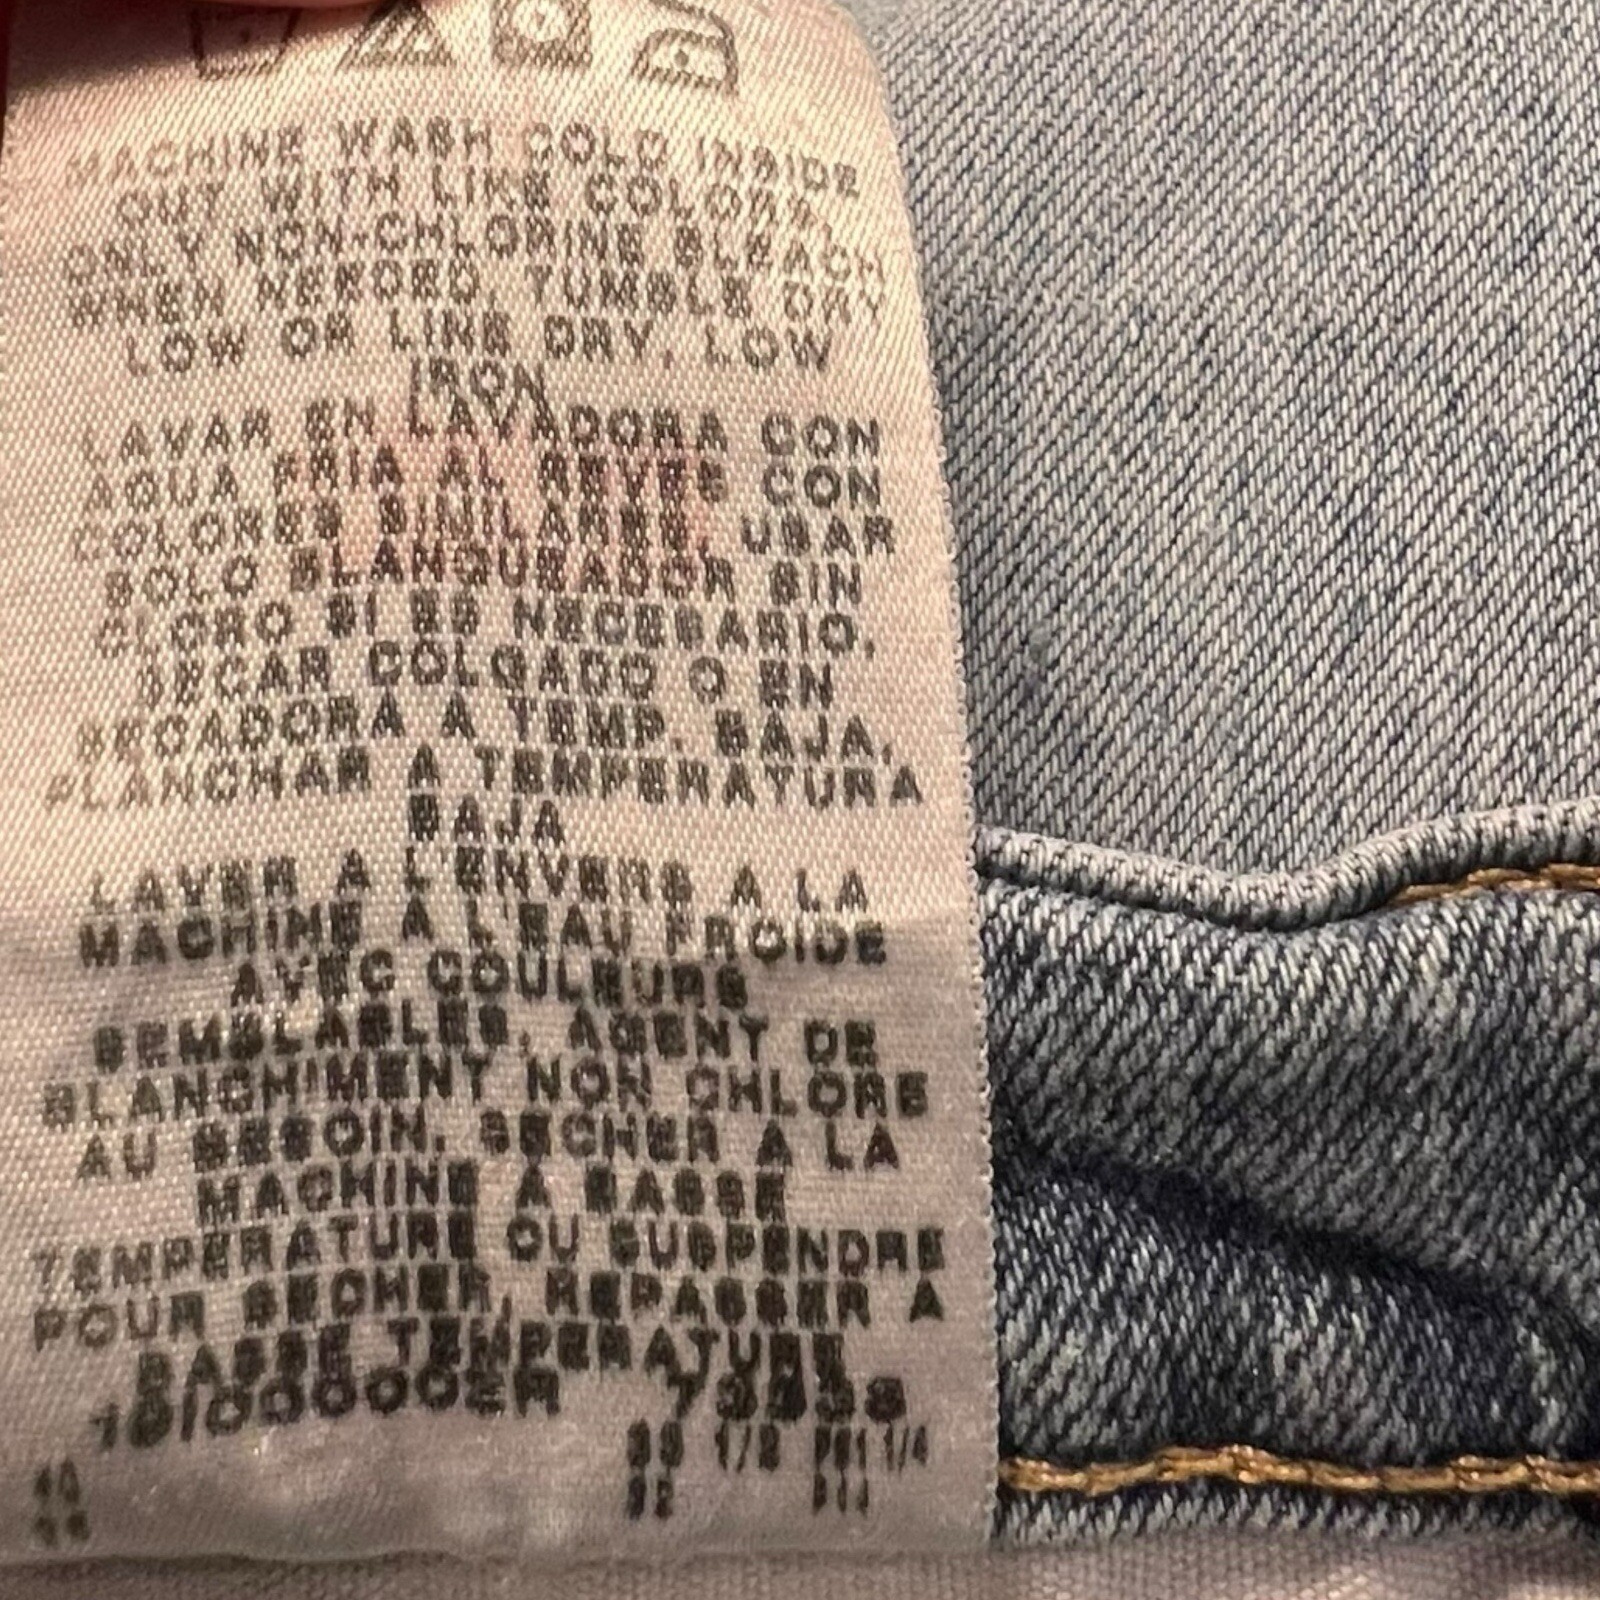 MACHINE WASH COLD INSIDE
OUT WITH LIKE COLORS,
ONLY NON-CHLORINE BLEACH
WHEN NEEDED, TUMBLE DRY
LOW OR LINE DRY, LOW
IRON
LAVAR EN LAVADORA CON
AGUA FRIA AL REVES CON
COLORES SIMILARES, USAR
SOLO BLANQUEADOR SIN
CLORO SI ES NECESARIO,
SECAR COLGADO O EN
SECADORA A TEMP. BAJA,
PLANCHAR A TEMPERATURA
BAJA
LAVER A L'ENVERS A LA
MACHINE A L'EAU FROIDE
AVEC COULEURS
SEMBLABLES, AGENT DE
BLANCHIMENT NON CHLORE
AU BESOIN, SECHER A LA
MACHINE A BASSE
TEMPERATURE OU SUSPENDRE
POUR SECHER, REPASSER A
BASSE TEMPERATURE
1/2 1/4